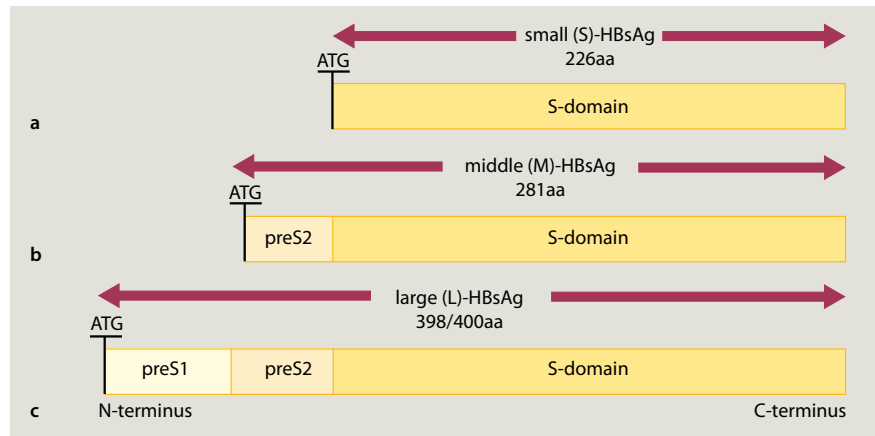 small (S)-HBsAg
226aa
ATG
S-domain
a
middle (M)-HBsAg
281aa
ATG
preS2 S-domain
b
large (L)-HBsAg
398/400aa
ATG
preS1 preS2 S-domain
c N-terminus C-terminus